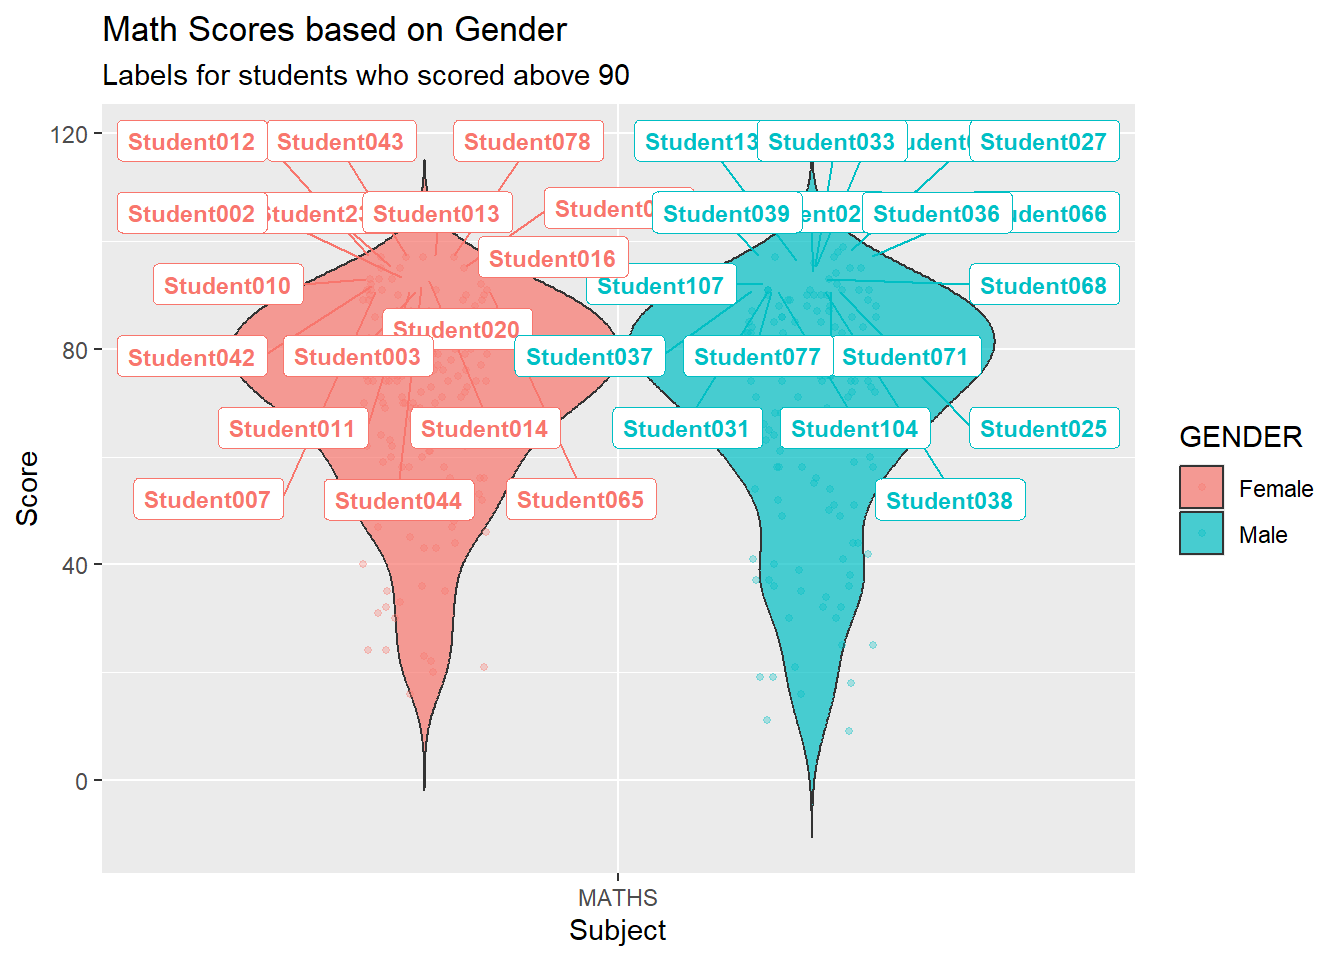 Math Scores based on Gender
Labels for students who scored above 90
120
Student012
Student043
Student078
Student033
Student027
Student002
Student013
Student039
Student036
Student016
Student010
Student107
Student068
Student020
80
Student042
Student003
Student037
Student077
Student071
Student011
Student014
Student031
Student104
Student025
Student007
Student044
Student065
Student038
40
0
Score
MATHS
Subject
GENDER
Female
Male